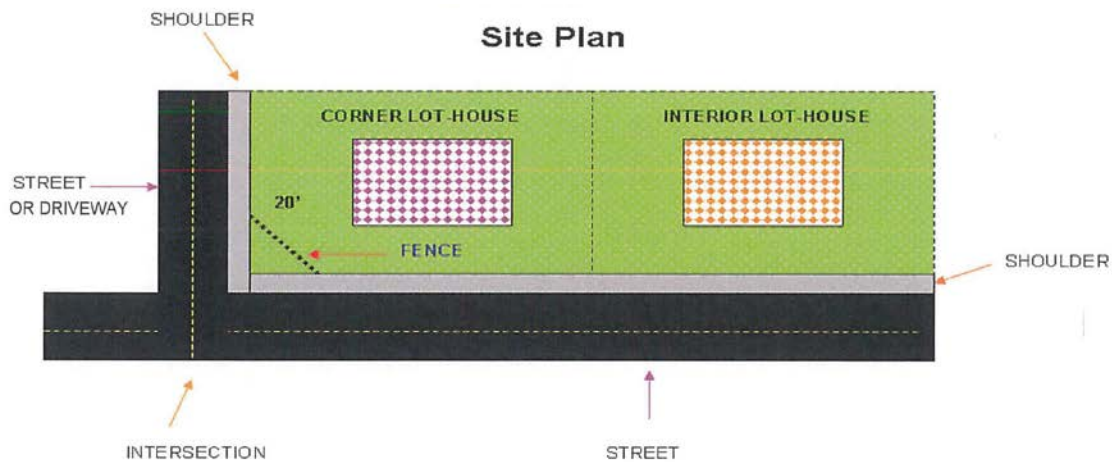 SHOULDER
Site Plan
CORNER LOT-HOUSE
INTERIOR LOT-HOUSE
STREET
OR DRIVEWAY
20'
FENCE
SHOULDER
INTERSECTION
STREET